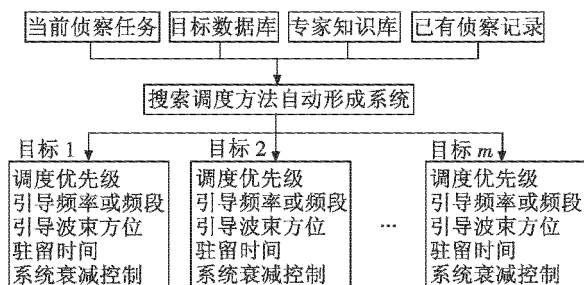 当前侦察任务 目标数据库 专家知识库 已有侦察记录
搜索调度方法自动形成系统
目标 1
调度优先级
引导频率或频段
引导波束方位
驻留时间
系统衰减控制
目标 2
调度优先级
引导频率或频段
引导波束方位
驻留时间
系统衰减控制
...
目标 m
调度优先级
引导频率或频段
引导波束方位
驻留时间
系统衰减控制